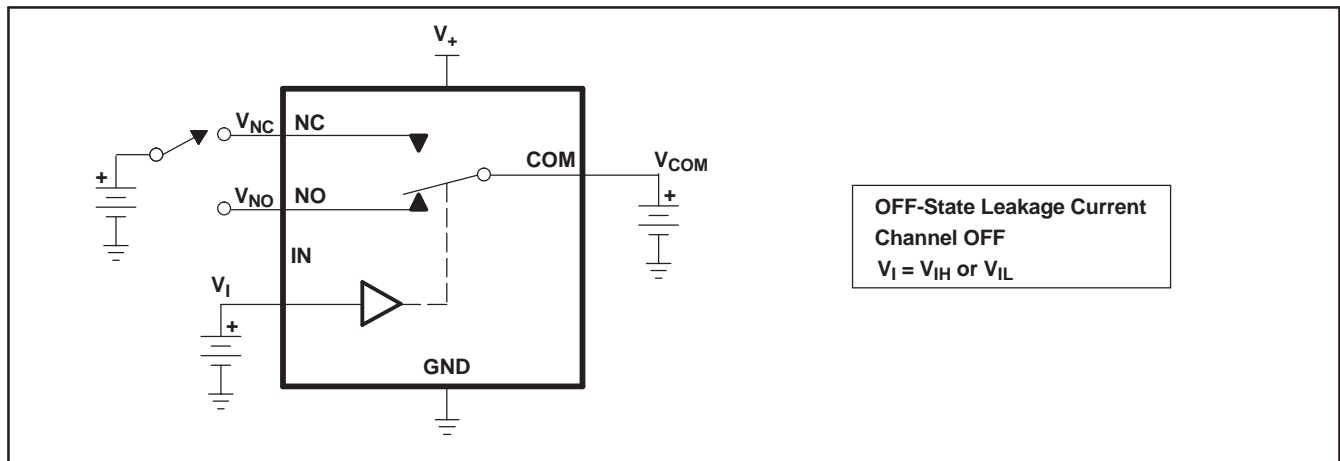 V+
VNC NC
+
COM VCOM
+
VNO NO
IN
VI
+
GND
OFF-State Leakage Current
Channel OFF
VI = VIH or VIL